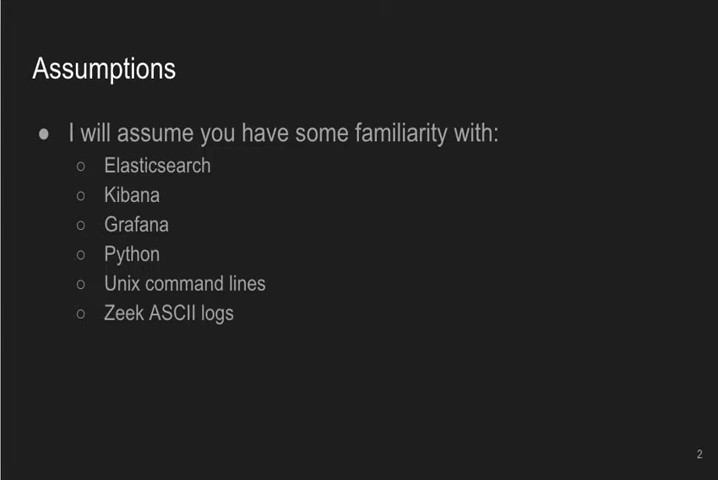 Assumptions
● I will assume you have some familiarity with:
○ Elasticsearch
○ Kibana
○ Grafana
○ Python
○ Unix command lines
○ Zeek ASCII logs
2